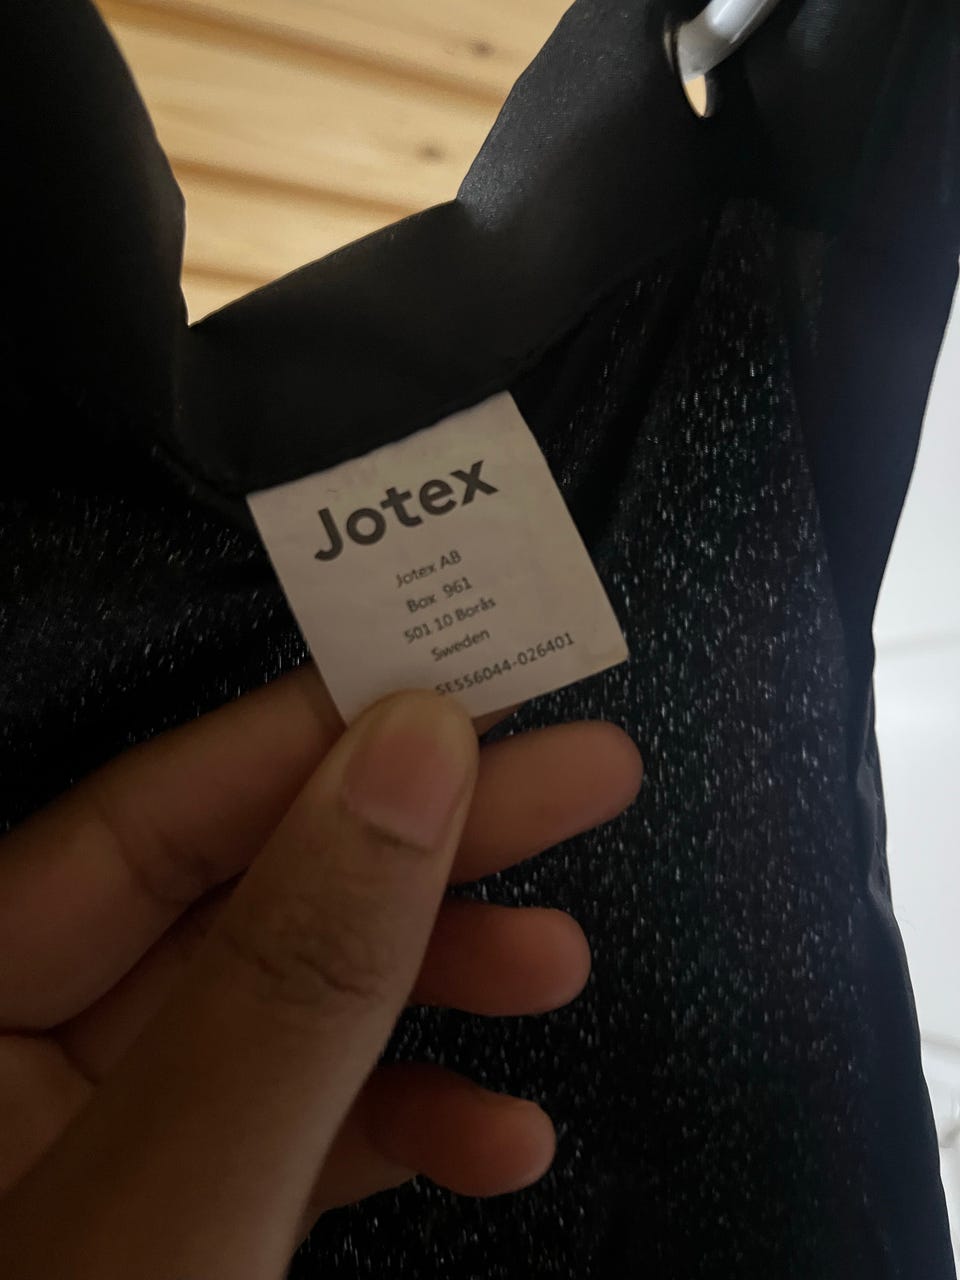 Jotex
Jotex AB
Box 961
501 10 Borås
Sweden
SE556044-026401